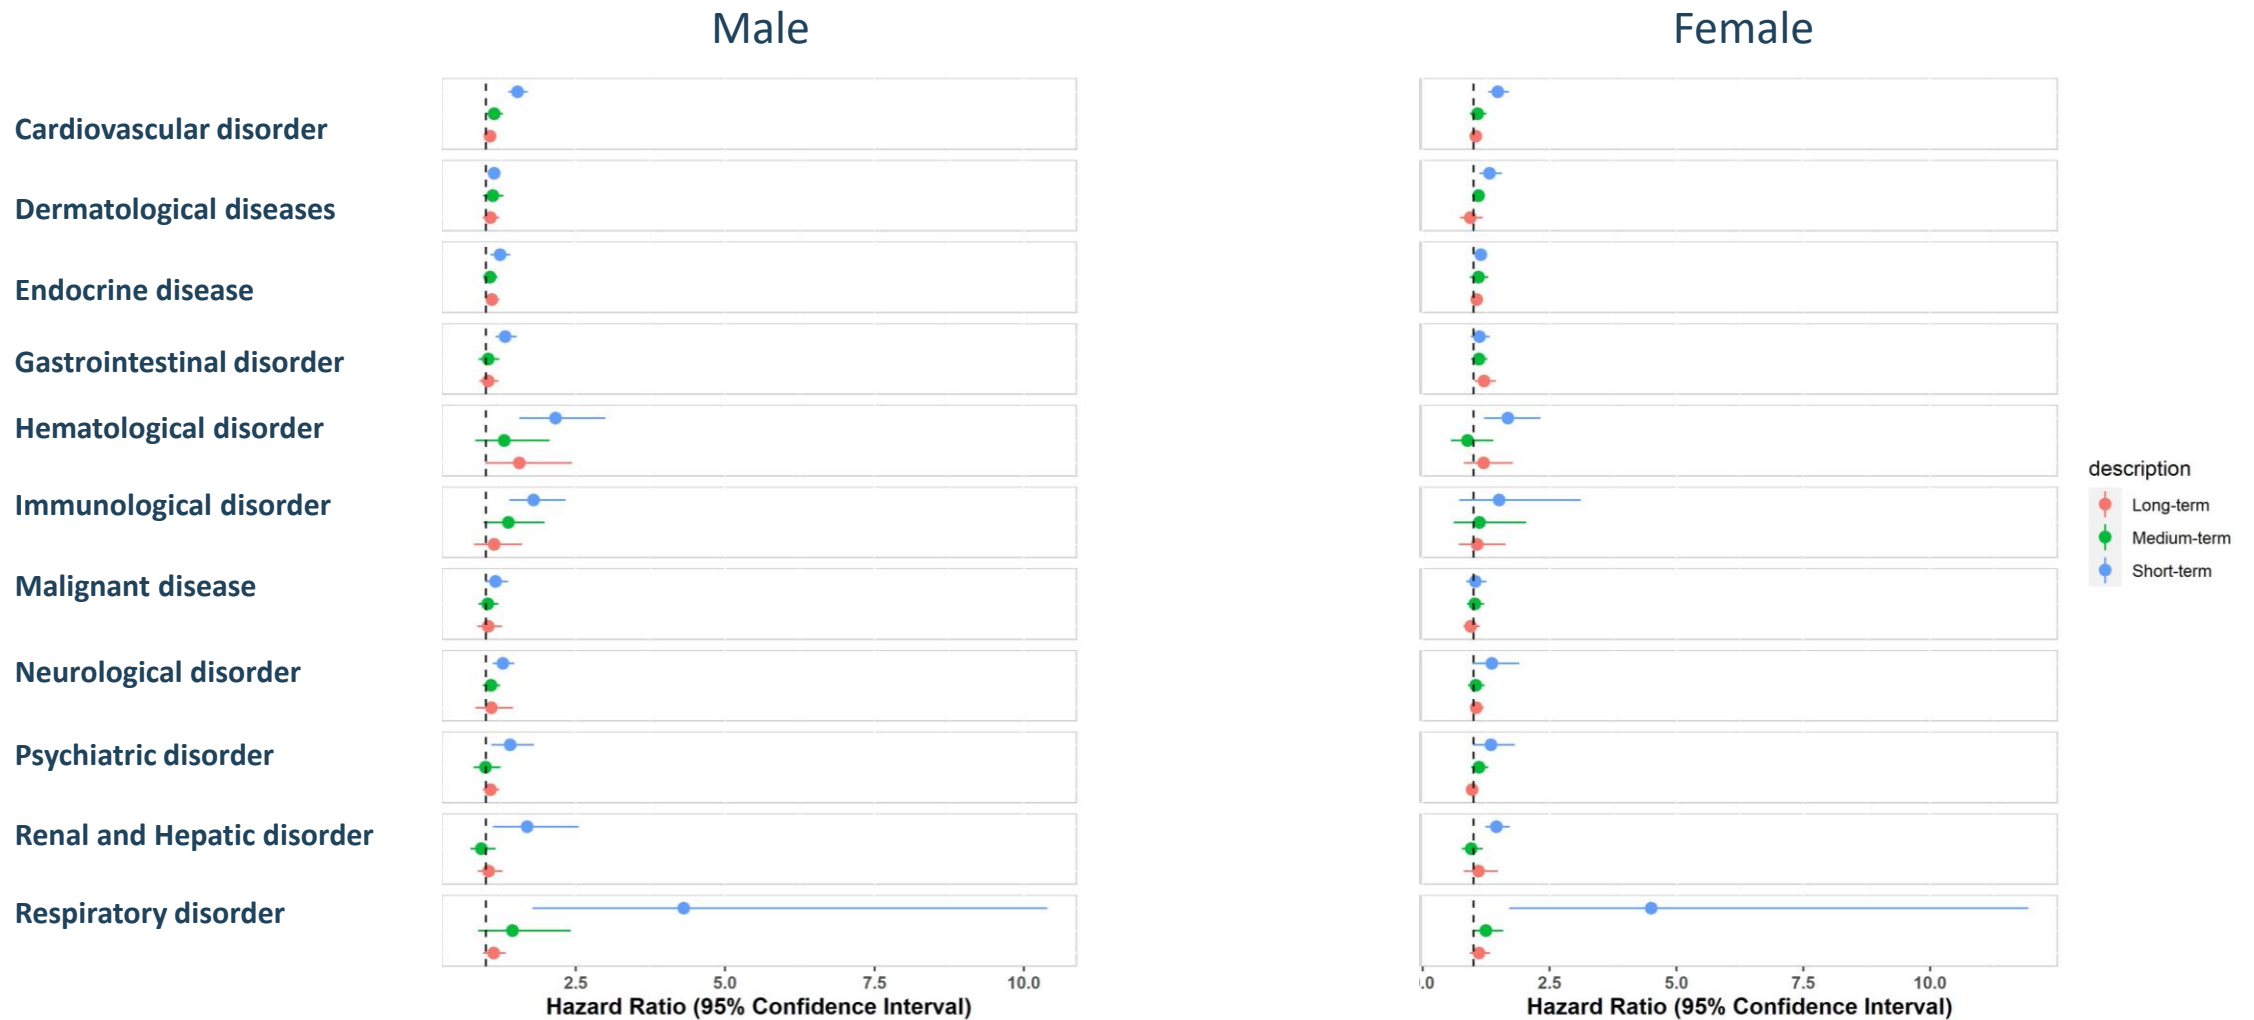 Male
Female
Cardiovascular disorder
Dermatological diseases
Endocrine disease
Gastrointestinal disorder
Hematological disorder
Immunological disorder
Malignant disease
Neurological disorder
Psychiatric disorder
Renal and Hepatic disorder
Respiratory disorder
2.5 5.0 7.5 10.0
Hazard Ratio (95% Confidence Interval)
.0 2.5 5.0 7.5 10.0
Hazard Ratio (95% Confidence Interval)
description
Long-term
Medium-term
Short-term